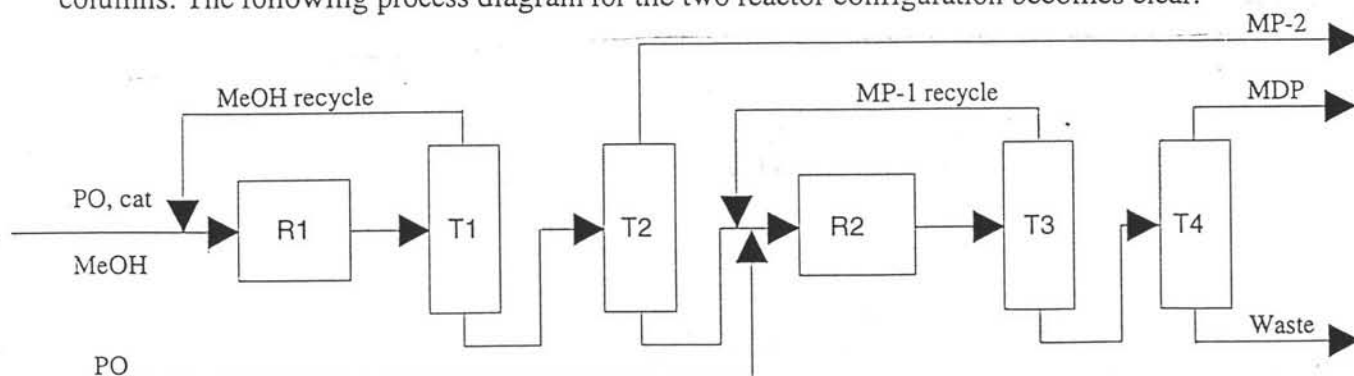 columns. The following process diagram for the two reactor configuration becomes clear:
MP-2
MeOH recycle
MP-1 recycle
MDP
PO, cat
R1
T1
T2
R2
T3
T4
MeOH
Waste
PO